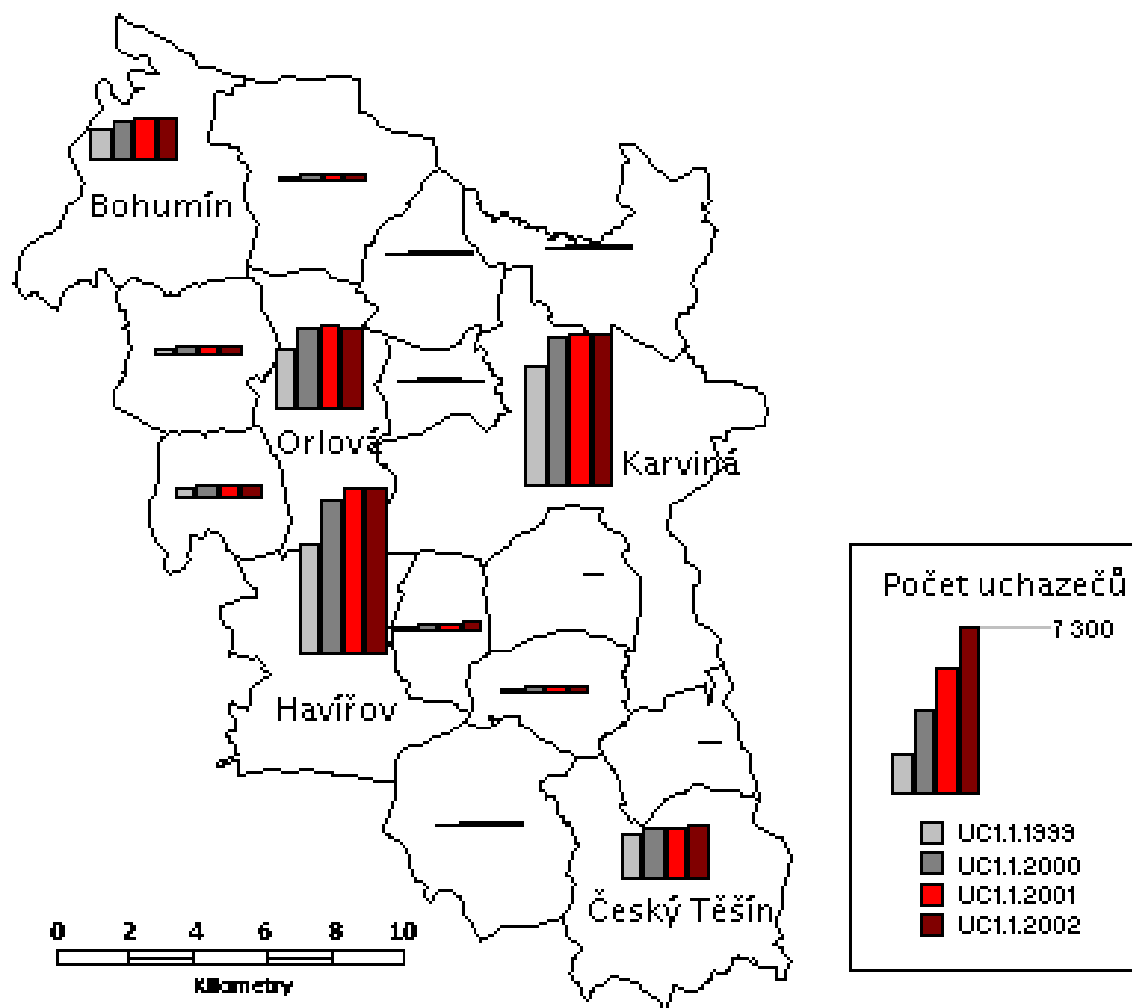 Bohumín
Orlová
Karviná
Havířov
Český Těšín
Počet uchazečů
7 300
UC1.1.1999
UC1.1.2000
UC1.1.2001
UC1.1.2002
0 2 4 6 8 10
Kilometry